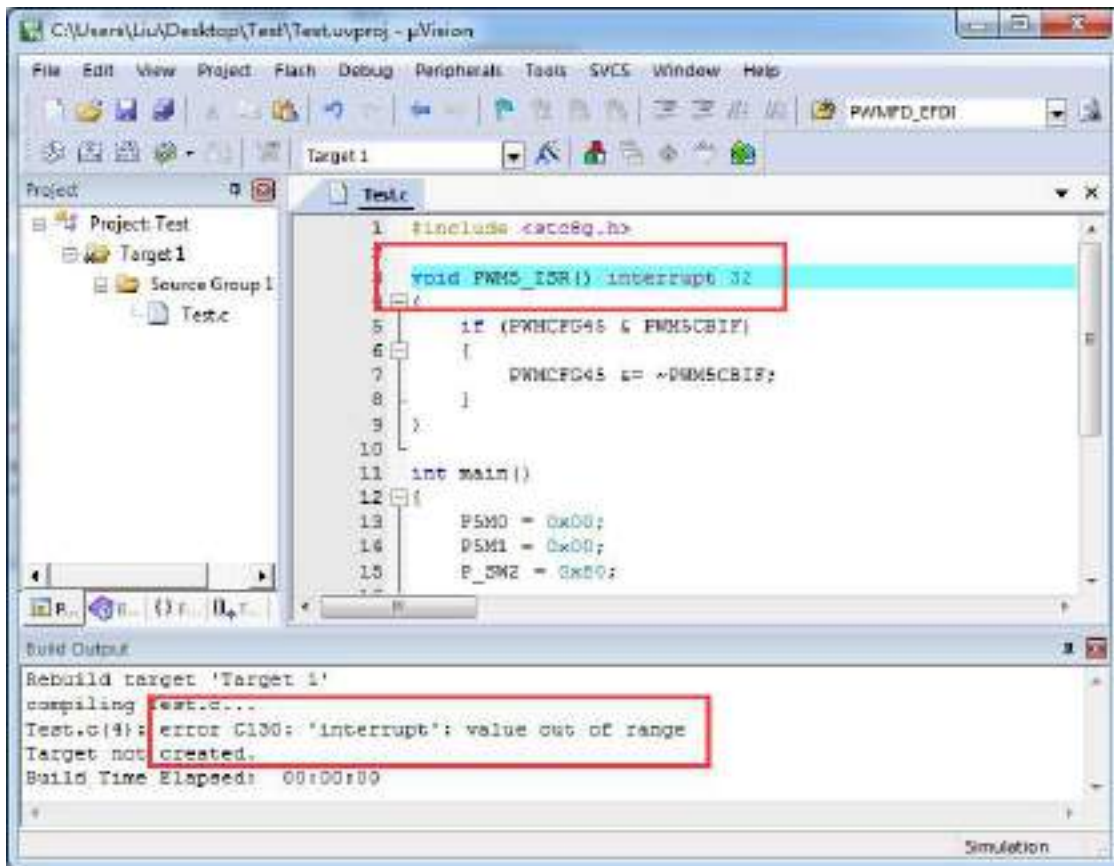 C:\Users\Liu\Desktop\Test\Test.uvproj - µVision
File Edit View Project Flash Debug Peripherals Tools SVCS Window Help
PWMFD_EFDI
Target 1
Project
Test.c
Project: Test
Target 1
Source Group 1
Test.c
1 #include <stc8g.h>
2
3 void PWM5_ISR() interrupt 32
4 {
5 if (PWMCFG45 & PWM5CBIF)
6 {
7 PWMCFG45 &= ~PWM5CBIF;
8 }
9 }
10
11 int main()
12 {
13 P5M0 = 0x00;
14 P5M1 = 0x00;
15 P_SW2 = 0x80;
Build Output
Rebuild target 'Target 1'
compiling Test.c...
Test.c(4): error C130: 'interrupt': value out of range
Target not created.
Build Time Elapsed: 00:00:00
Simulation